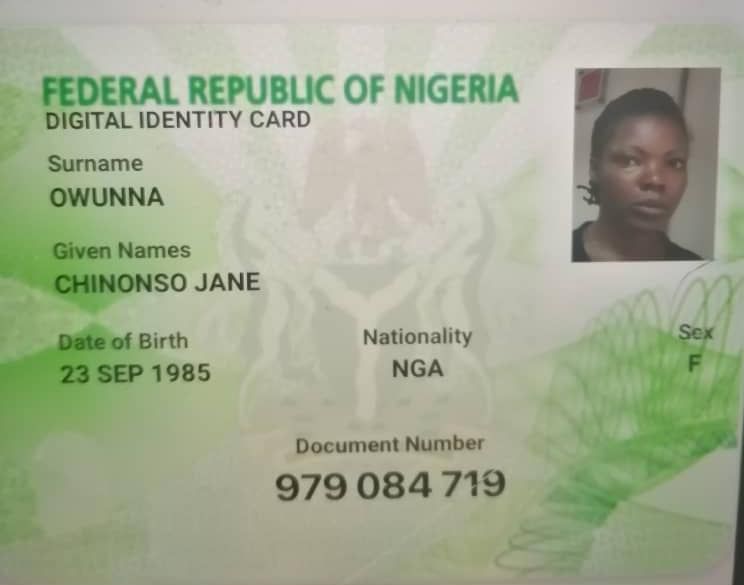 FEDERAL REPUBLIC OF NIGERIA
DIGITAL IDENTITY CARD
Surname
OWUNNA
Given Names
CHINONSO JANE
Date of Birth
23 SEP 1985
Nationality
NGA
Sex
F
Document Number
979 084 719